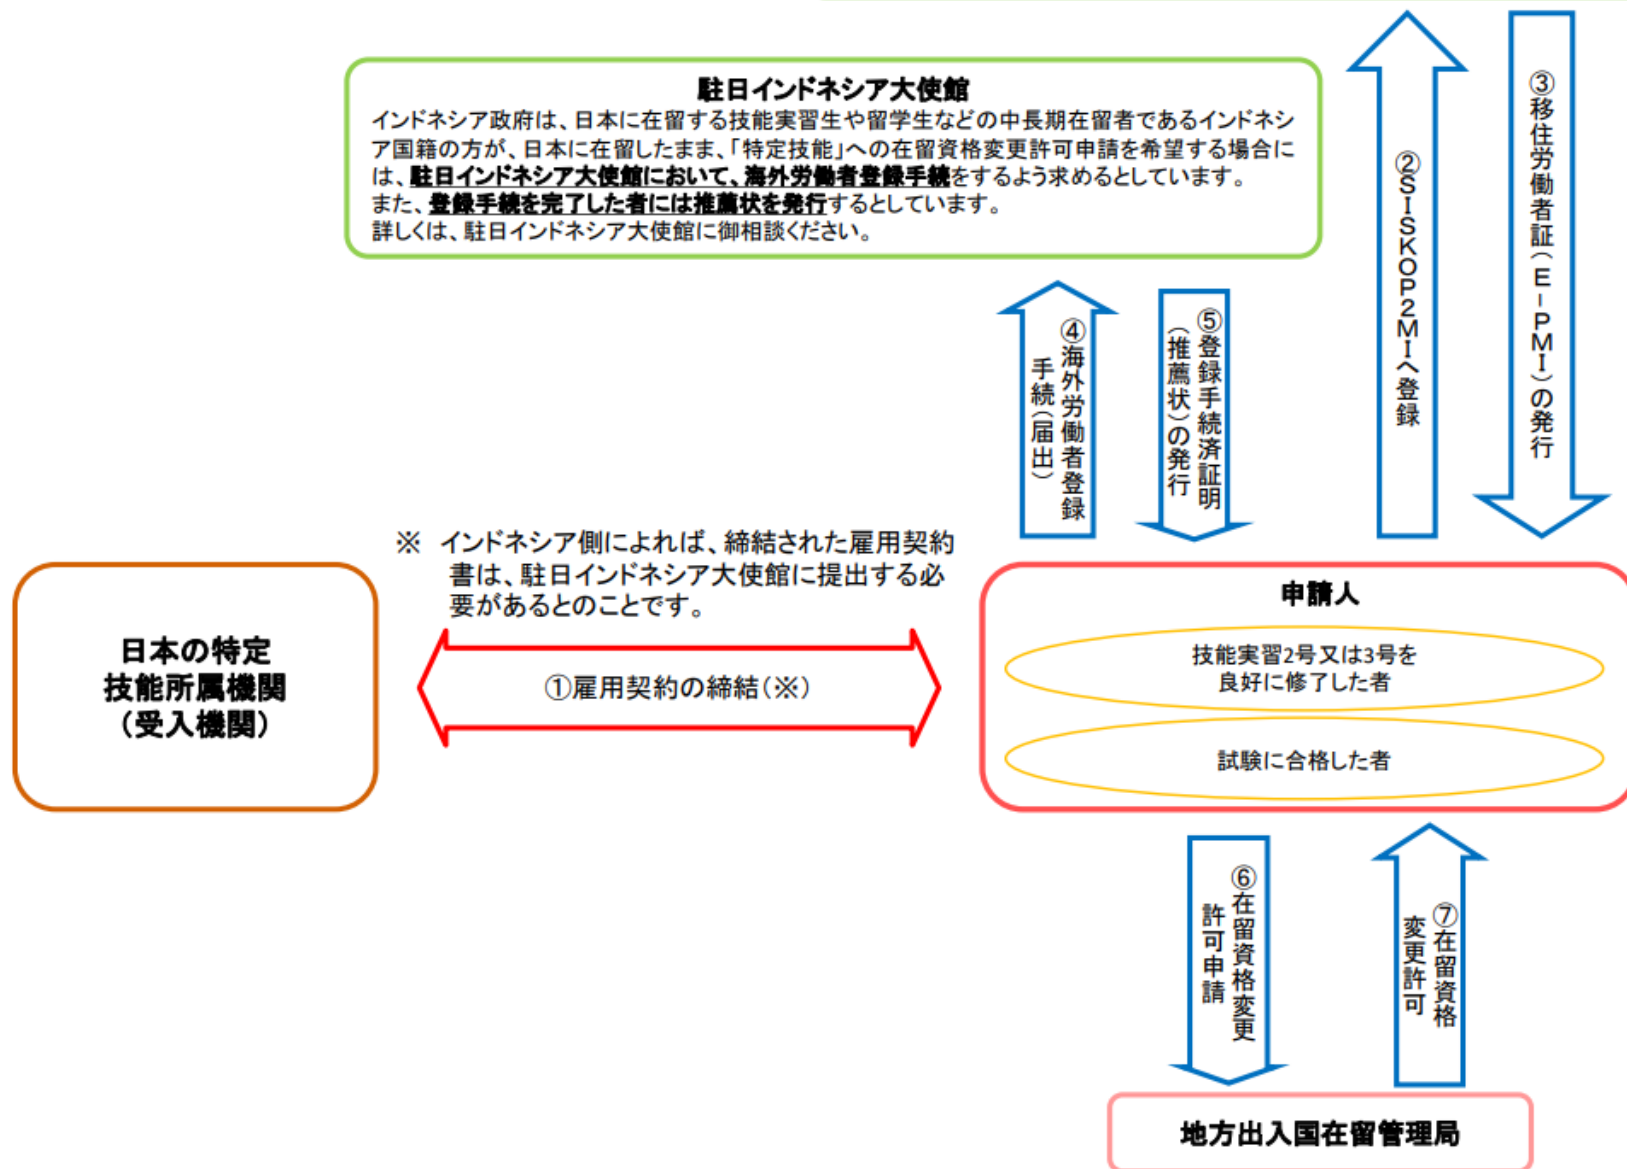 駐日インドネシア大使館
インドネシア政府は、日本に在留する技能実習生や留学生などの中長期在留者であるインドネシ
ア国籍の方が、日本に在留したまま、「特定技能」への在留資格変更許可申請を希望する場合に
は、駐日インドネシア大使館において、海外労働者登録手続をするよう求めるとしています。
また、登録手続を完了した者には推薦状を発行するとしています。
詳しくは、駐日インドネシア大使館に御相談ください。
②SISKOP2MIへ登録
③移住労働者証(E-PMI)の発行
④海外労働者登録
手続(届出)
⑤登録手続済証明
(推薦状)の発行
※ インドネシア側によれば、締結された雇用契約
書は、駐日インドネシア大使館に提出する必
要があるとのことです。
日本の特定
技能所属機関
(受入機関)
①雇用契約の締結(※)
申請人
技能実習2号又は3号を
良好に修了した者
試験に合格した者
⑥在留資格変更
許可申請
⑦在留資格
変更許可
地方出入国在留管理局